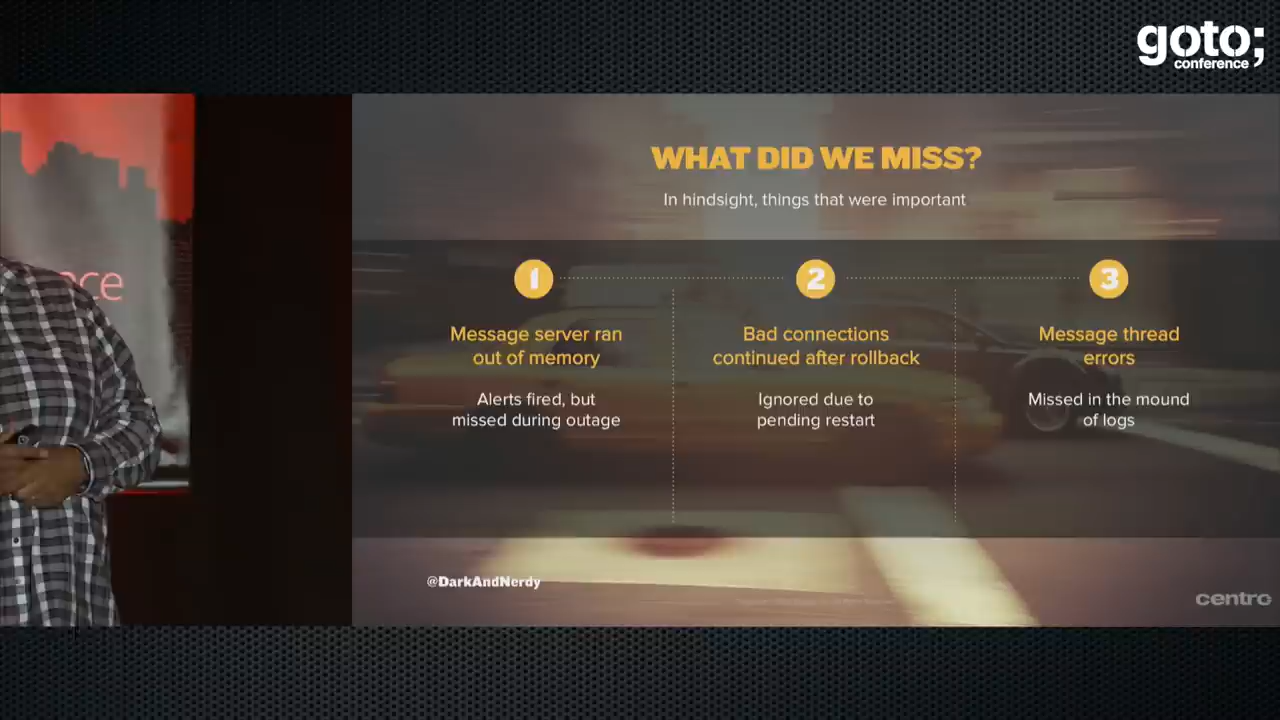 goto;
conference
nce
WHAT DID WE MISS?
In hindsight, things that were important
1
Message server ran
out of memory
Alerts fired, but
missed during outage
2
Bad connections
continued after rollback
Ignored due to
pending restart
3
Message thread
errors
Missed in the mound
of logs
@DarkAndNerdy
centro